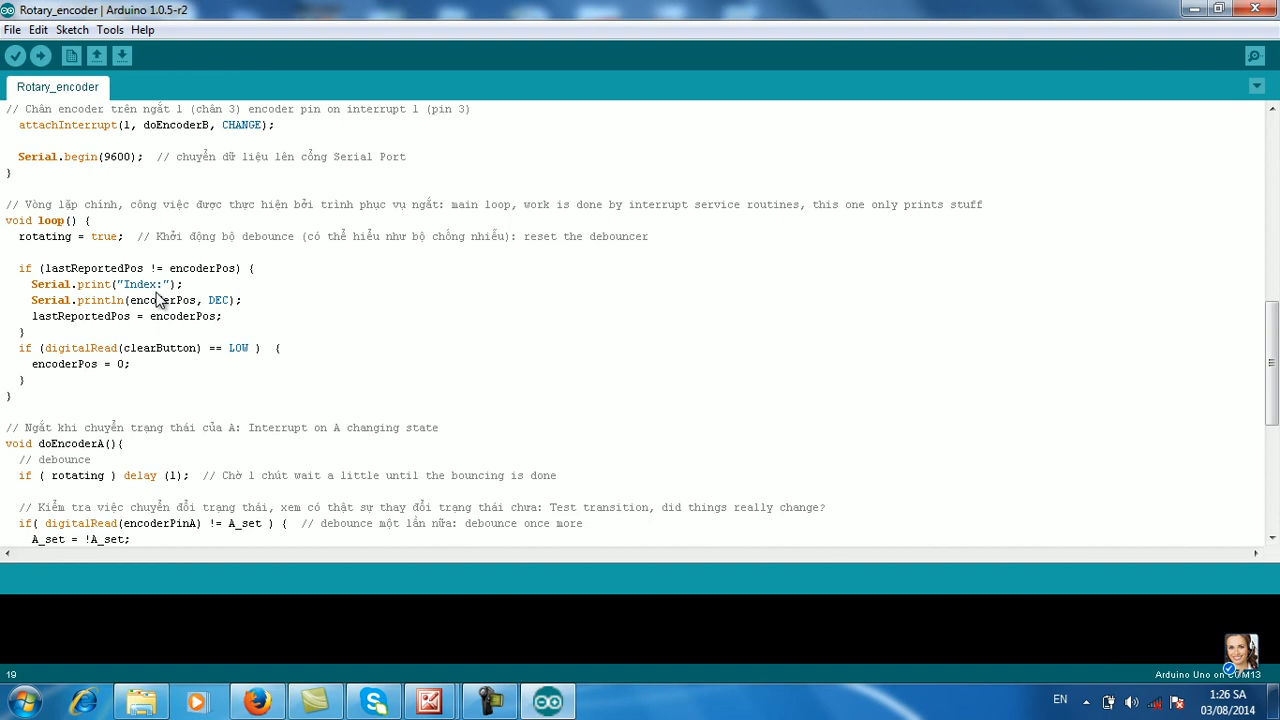 Rotary_encoder | Arduino 1.0.5-r2
File Edit Sketch Tools Help
Rotary_encoder
// Chân encoder trên ngắt 1 (chân 3) encoder pin on interrupt 1 (pin 3)
attachInterrupt(1, doEncoderB, CHANGE);
Serial.begin(9600); // chuyển dữ liệu lên cổng Serial Port
}
// Vòng lặp chính, công việc được thực hiện bởi trình phục vụ ngắt: main loop, work is done by interrupt service routines, this one only prints stuff
void loop() {
rotating = true; // Khởi động bộ debounce (có thể hiểu như bộ chống nhiễu): reset the debouncer
if (lastReportedPos != encoderPos) {
Serial.print("Index:");
Serial.println(encoderPos, DEC);
lastReportedPos = encoderPos;
}
if (digitalRead(clearButton) == LOW ) {
encoderPos = 0;
}
}
// Ngắt khi chuyển trạng thái của A: Interrupt on A changing state
void doEncoderA(){
// debounce
if ( rotating ) delay (1); // Chờ 1 chút wait a little until the bouncing is done
// Kiểm tra việc chuyển đổi trạng thái, xem có thật sự thay đổi trạng thái chưa: Test transition, did things really change?
if( digitalRead(encoderPinA) != A_set ) { // debounce một lần nữa: debounce once more
A_set = !A_set;
19
Arduino Uno on COM13
EN
1:26 SA
03/08/2014